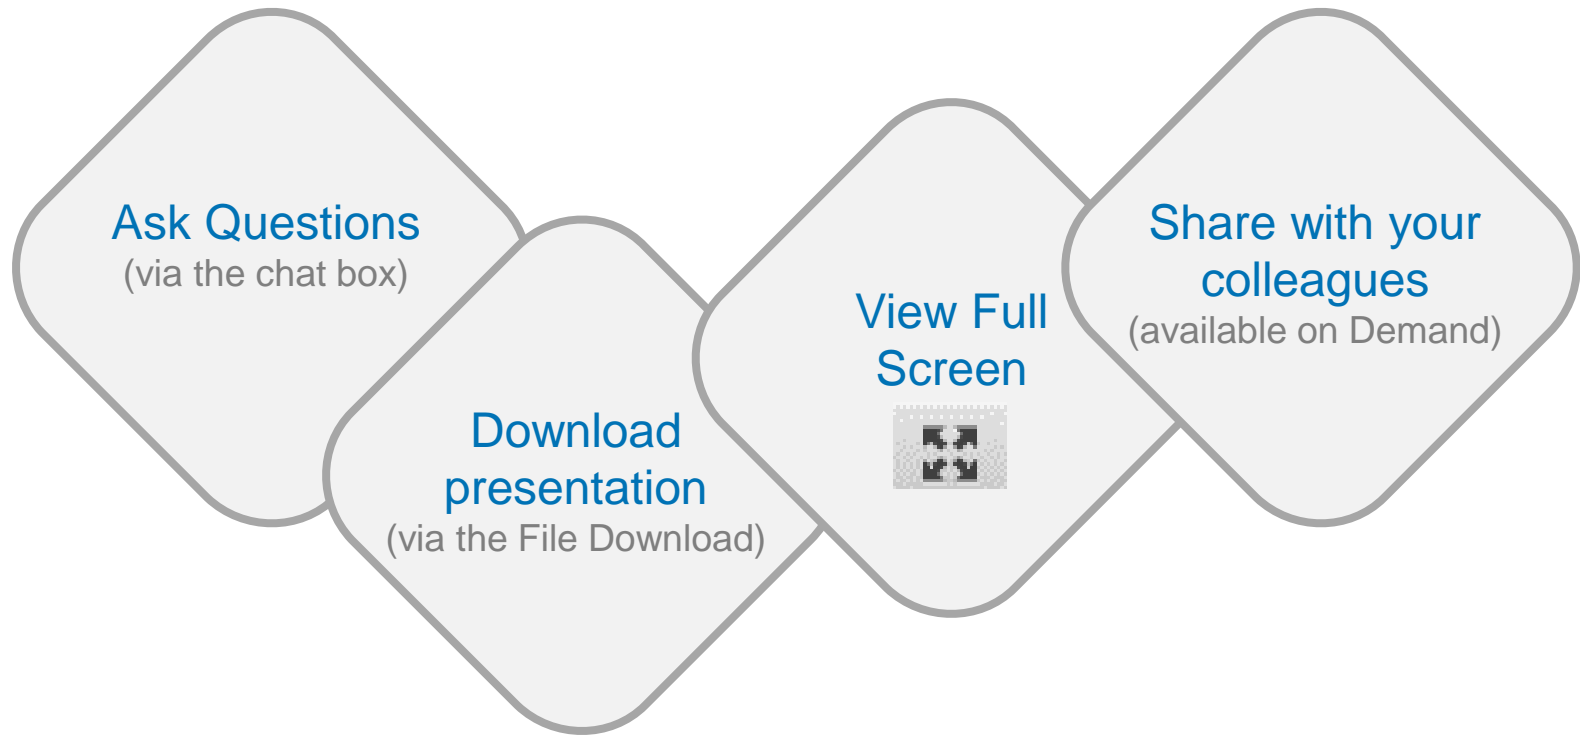 Ask Questions
(via the chat box)
Download
presentation
(via the File Download)
View Full
Screen
Share with your
colleagues
(available on Demand)